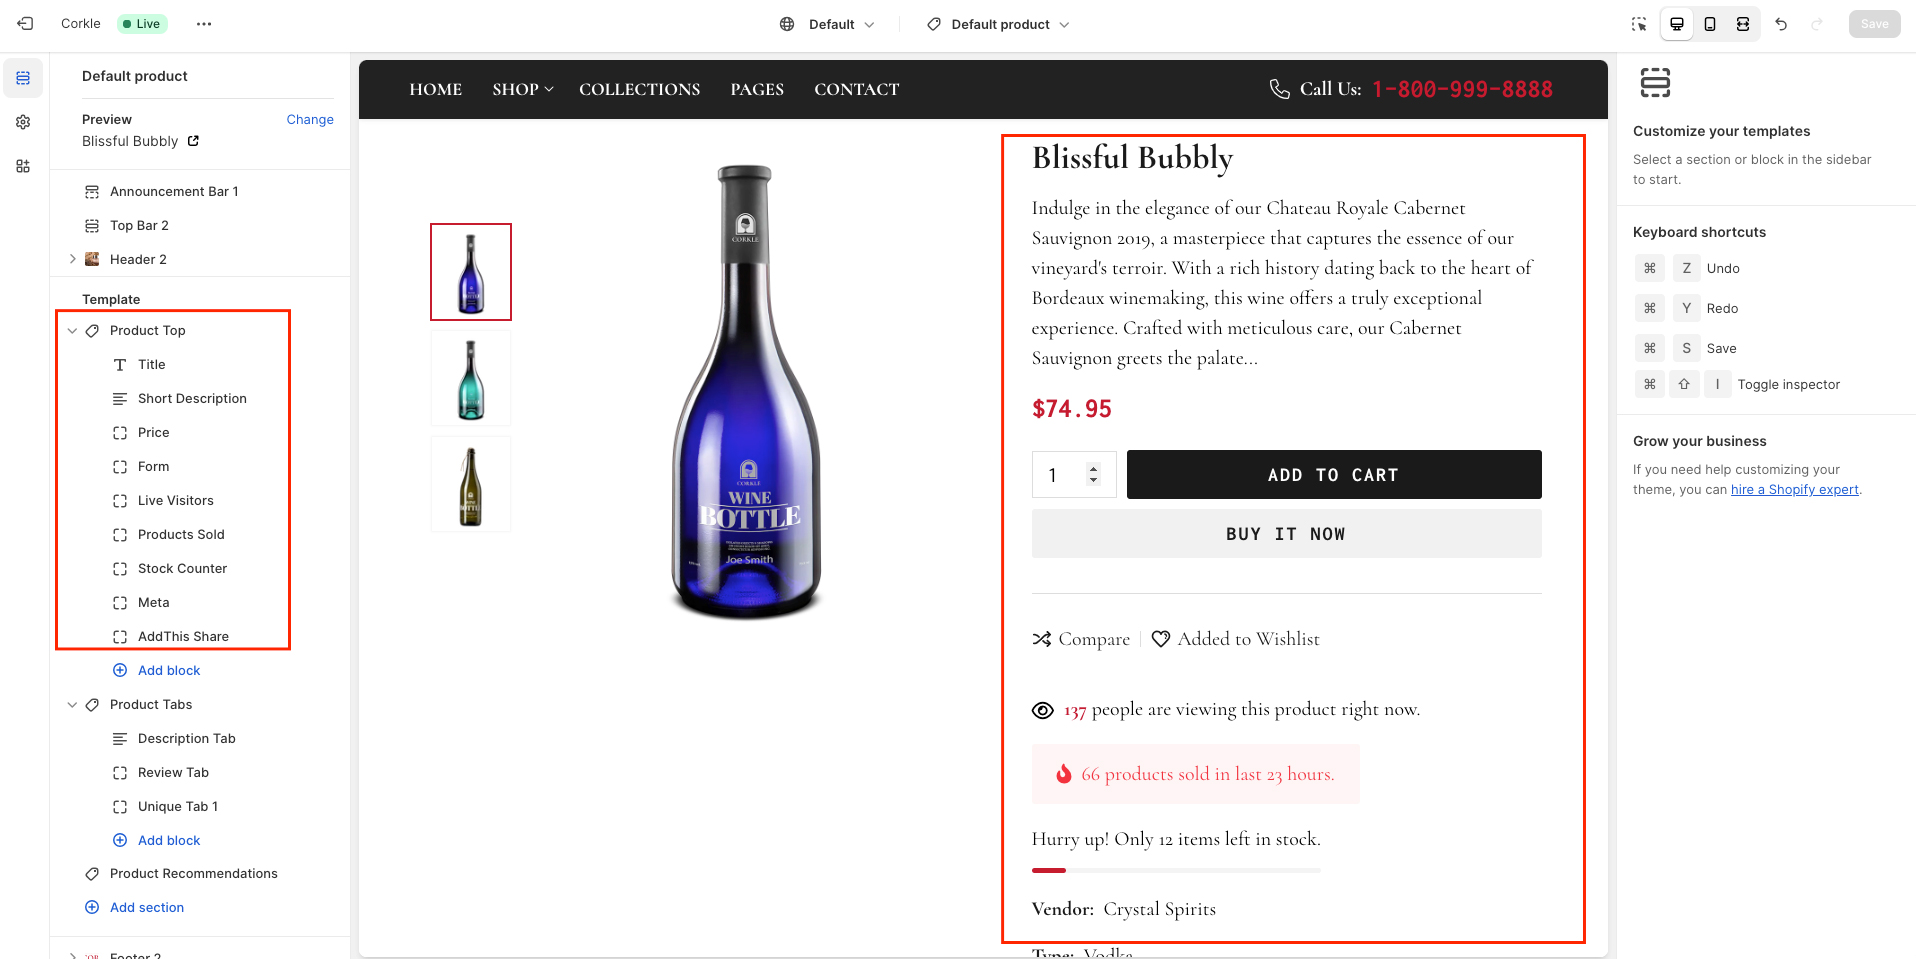 Corkle
Live
Default
Default product
Save
Default product
Preview
Change
Blissful Bubbly
Announcement Bar 1
Top Bar 2
Header 2
Template
Product Top
Title
Short Description
Price
Form
Live Visitors
Products Sold
Stock Counter
Meta
AddThis Share
Add block
Product Tabs
Description Tab
Review Tab
Unique Tab 1
Add block
Product Recommendations
Add section
Footer 2
HOME
SHOP
COLLECTIONS
PAGES
CONTACT
Call Us: 1-800-999-8888
CORKLE
CORKLE
WINE
BOTTLE
Joe Smith
Blissful Bubbly
Indulge in the elegance of our Chateau Royale Cabernet
Sauvignon 2019, a masterpiece that captures the essence of our
vineyard's terroir. With a rich history dating back to the heart of
Bordeaux winemaking, this wine offers a truly exceptional
experience. Crafted with meticulous care, our Cabernet
Sauvignon greets the palate...
$74.95
1
ADD TO CART
BUY IT NOW
Compare
Added to Wishlist
137 people are viewing this product right now.
66 products sold in last 23 hours.
Hurry up! Only 12 items left in stock.
Vendor: Crystal Spirits
Type: Vodka
Customize your templates
Select a section or block in the sidebar
to start.
Keyboard shortcuts
⌘ Z Undo
⌘ Y Redo
⌘ S Save
⌘ ⇧ I Toggle inspector
Grow your business
If you need help customizing your
theme, you can hire a Shopify expert.